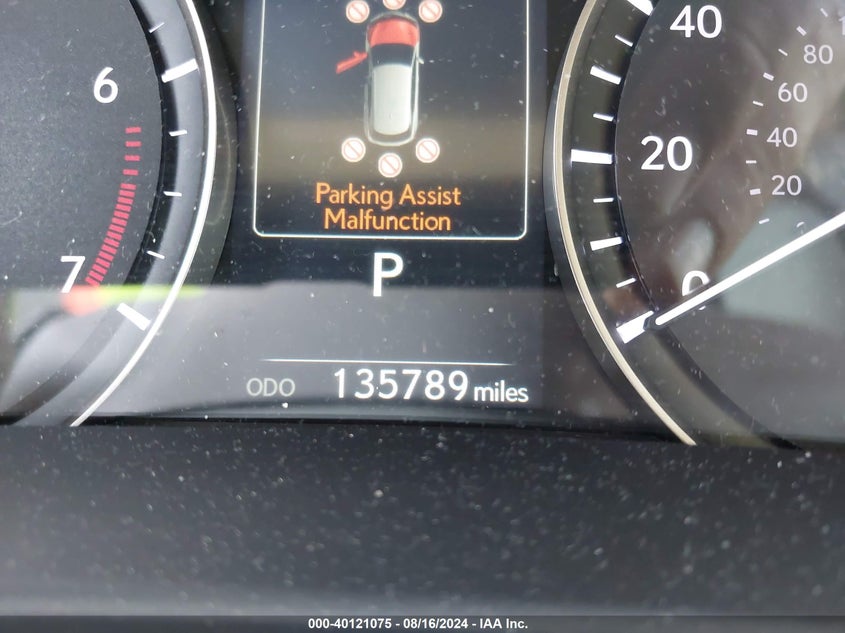 40
80
6
60
20
40
20
Parking Assist
Malfunction
7
P
0
ODO 135789 miles
000-40121075 - 08/16/2024 - IAA Inc.